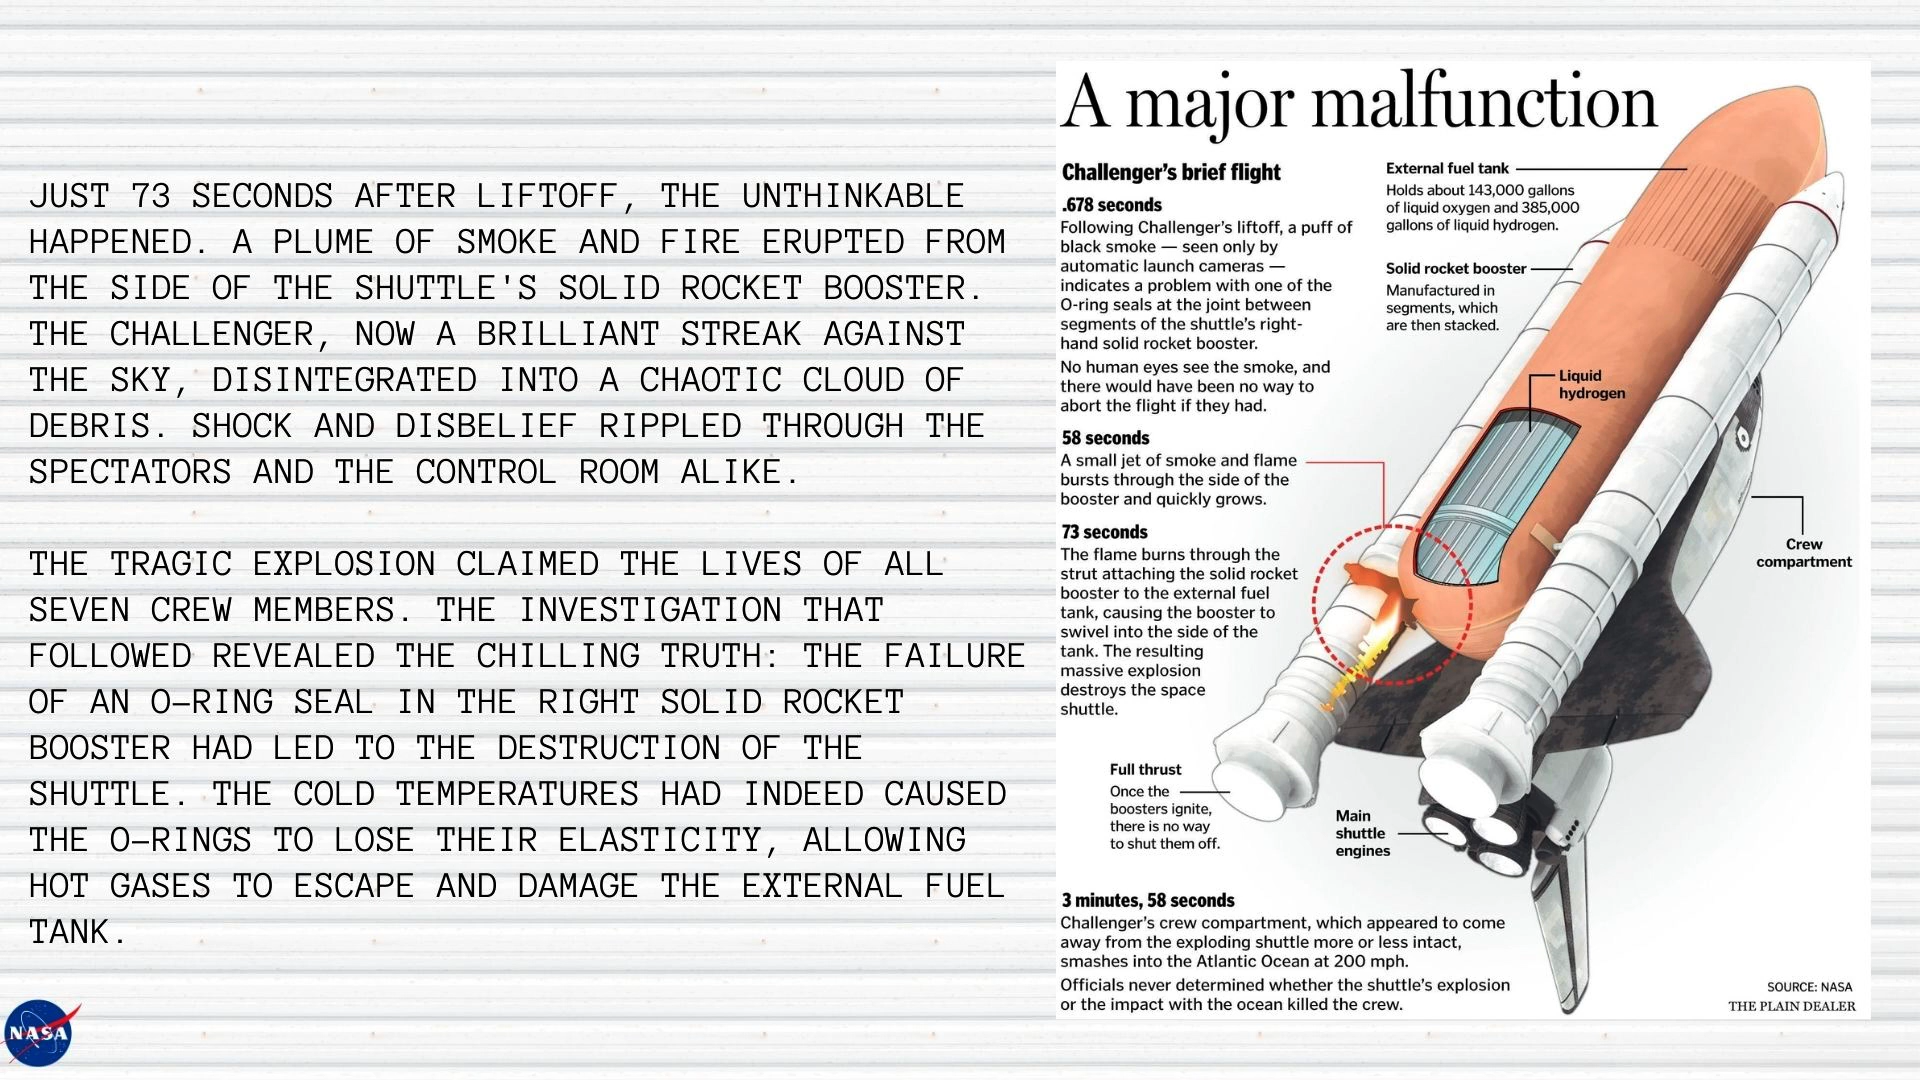 JUST 73 SECONDS AFTER LIFTOFF, THE UNTHINKABLE
HAPPENED. A PLUME OF SMOKE AND FIRE ERUPTED FROM
THE SIDE OF THE SHUTTLE'S SOLID ROCKET BOOSTER.
THE CHALLENGER, NOW A BRILLIANT STREAK AGAINST
THE SKY, DISINTEGRATED INTO A CHAOTIC CLOUD OF
DEBRIS. SHOCK AND DISBELIEF RIPPLED THROUGH THE
SPECTATORS AND THE CONTROL ROOM ALIKE.
THE TRAGIC EXPLOSION CLAIMED THE LIVES OF ALL
SEVEN CREW MEMBERS. THE INVESTIGATION THAT
FOLLOWED REVEALED THE CHILLING TRUTH: THE FAILURE
OF AN O-RING SEAL IN THE RIGHT SOLID ROCKET
BOOSTER HAD LED TO THE DESTRUCTION OF THE
SHUTTLE. THE COLD TEMPERATURES HAD INDEED CAUSED
THE O-RINGS TO LOSE THEIR ELASTICITY, ALLOWING
HOT GASES TO ESCAPE AND DAMAGE THE EXTERNAL FUEL
TANK.
NASA
A major malfunction
Challenger's brief flight
.678 seconds
Following Challenger's liftoff, a puff of
black smoke — seen only by
automatic launch cameras —
indicates a problem with one of the
O-ring seals at the joint between
segments of the shuttle's right-
hand solid rocket booster.
No human eyes see the smoke, and
there would have been no way to
abort the flight if they had.
58 seconds
A small jet of smoke and flame
bursts through the side of the
booster and quickly grows.
73 seconds
The flame burns through the
strut attaching the solid rocket
booster to the external fuel
tank, causing the booster to
swivel into the side of the
tank. The resulting
massive explosion
destroys the space
shuttle.
External fuel tank
Holds about 143,000 gallons
of liquid oxygen and 385,000
gallons of liquid hydrogen.
Solid rocket booster
Manufactured in
segments, which
are then stacked.
Liquid
hydrogen
Crew
compartment
Full thrust
Once the
boosters ignite,
there is no way
to shut them off.
Main
shuttle
engines
3 minutes, 58 seconds
Challenger's crew compartment, which appeared to come
away from the exploding shuttle more or less intact,
smashes into the Atlantic Ocean at 200 mph.
Officials never determined whether the shuttle's explosion
or the impact with the ocean killed the crew.
SOURCE: NASA
THE PLAIN DEALER